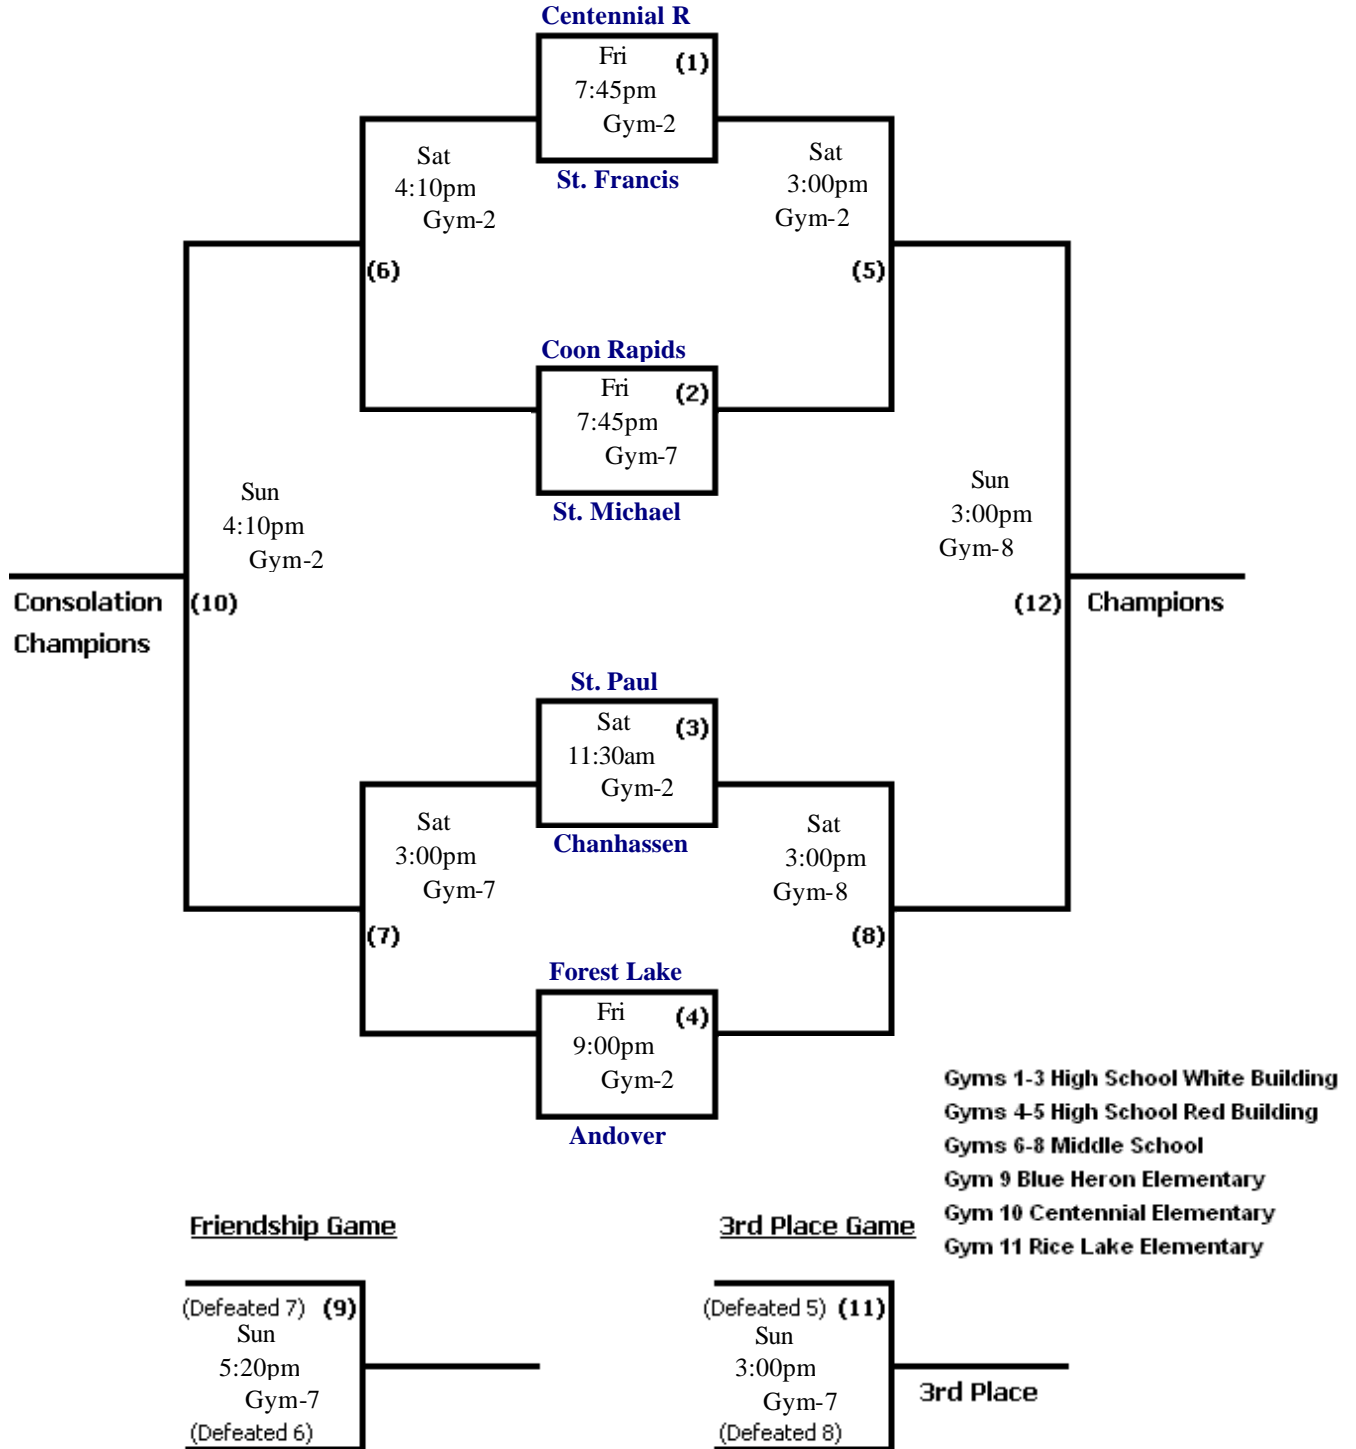 Centennial R
Fri (1)
7:45pm
Gym-2
St. Francis
Sat
4:10pm
Gym-2
(6)
Sat
3:00pm
Gym-2
(5)
Coon Rapids
Fri (2)
7:45pm
Gym-7
St. Michael
Sun
4:10pm
Gym-2
Consolation (10)
Champions
Sun
3:00pm
Gym-8
(12) Champions
St. Paul
Sat (3)
11:30am
Gym-2
Chanhassen
Sat
3:00pm
Gym-7
(7)
Sat
3:00pm
Gym-8
(8)
Forest Lake
Fri (4)
9:00pm
Gym-2
Andover
Gyms 1-3 High School White Building
Gyms 4-5 High School Red Building
Gyms 6-8 Middle School
Gym 9 Blue Heron Elementary
Gym 10 Centennial Elementary
Gym 11 Rice Lake Elementary
Friendship Game
(Defeated 7) (9)
Sun
5:20pm
Gym-7
(Defeated 6)
3rd Place Game
(Defeated 5) (11)
Sun
3:00pm
Gym-7
(Defeated 8)
3rd Place